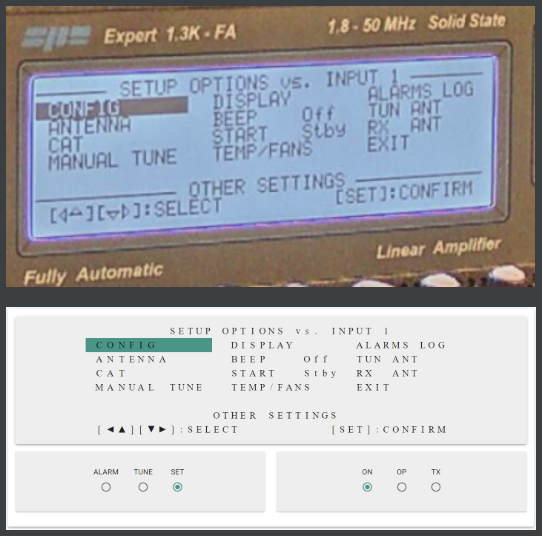 spe Expert 1.3K-FA 1.8 - 50 MHz Solid State
SETUP OPTIONS vs. INPUT 1
CONFIG DISPLAY ALARMS LOG
ANTENNA BEEP Off TUN ANT
CAT START Stby RX ANT
MANUAL TUNE TEMP/FANS EXIT
OTHER SETTINGS
[◁△][▽▷]:SELECT [SET]:CONFIRM
Fully Automatic Linear Amplifier
SETUP OPTIONS vs. INPUT 1
CONFIG DISPLAY ALARMS LOG
ANTENNA BEEP Off TUN ANT
CAT START Stby RX ANT
MANUAL TUNE TEMP/FANS EXIT
OTHER SETTINGS
[◄▲][▼►]:SELECT [SET]:CONFIRM
ALARM TUNE SET ON OP TX